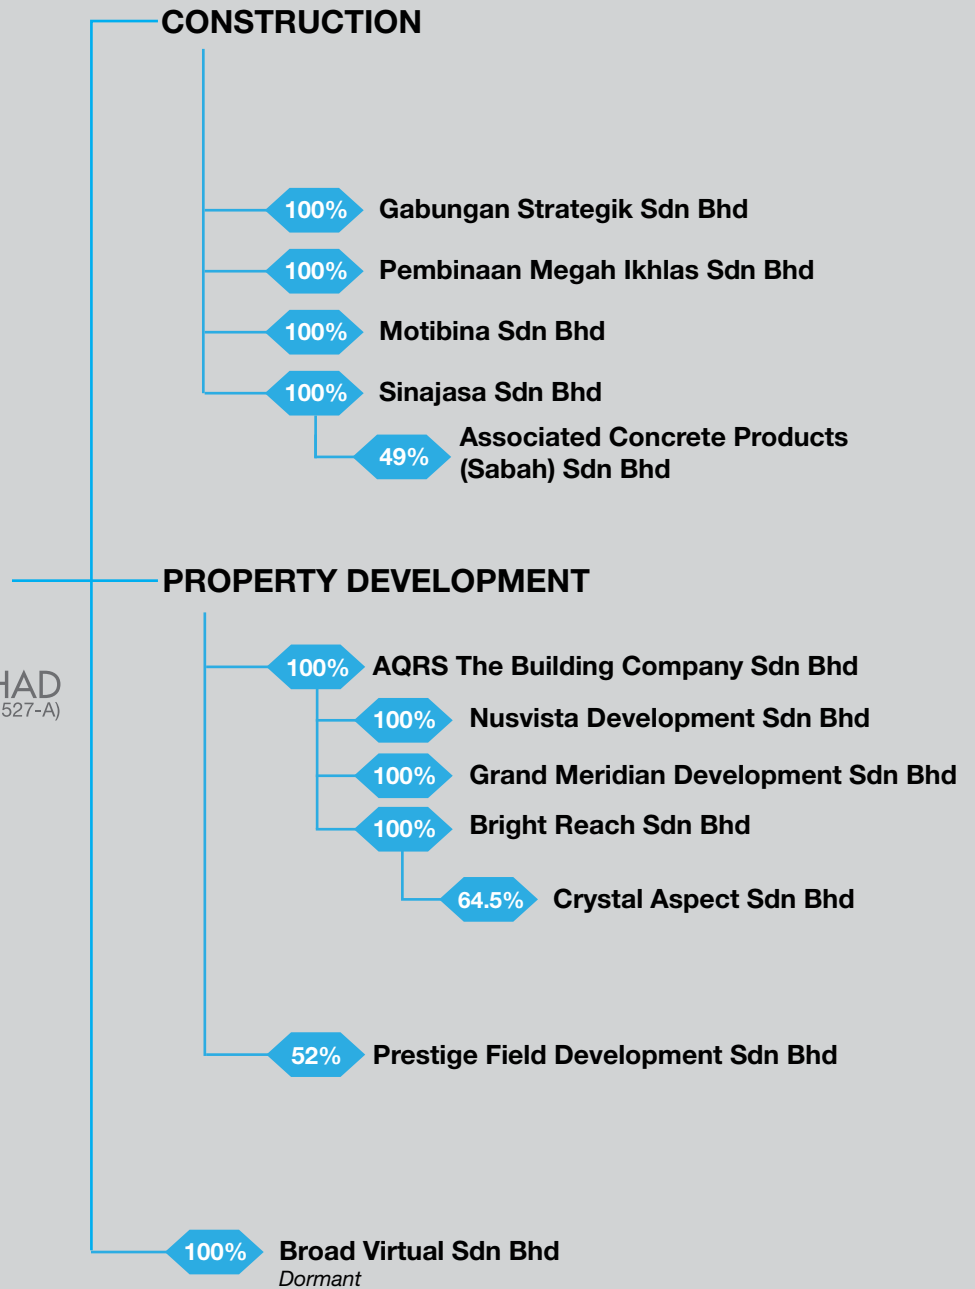 CONSTRUCTION
100% Gabungan Strategik Sdn Bhd
100% Pembinaan Megah Ikhlas Sdn Bhd
100% Motibina Sdn Bhd
100% Sinajasa Sdn Bhd
49% Associated Concrete Products
(Sabah) Sdn Bhd
PROPERTY DEVELOPMENT
100% AQRS The Building Company Sdn Bhd
HAD
527-A)
100% Nusvista Development Sdn Bhd
100% Grand Meridian Development Sdn Bhd
100% Bright Reach Sdn Bhd
64.5% Crystal Aspect Sdn Bhd
52% Prestige Field Development Sdn Bhd
100% Broad Virtual Sdn Bhd
Dormant